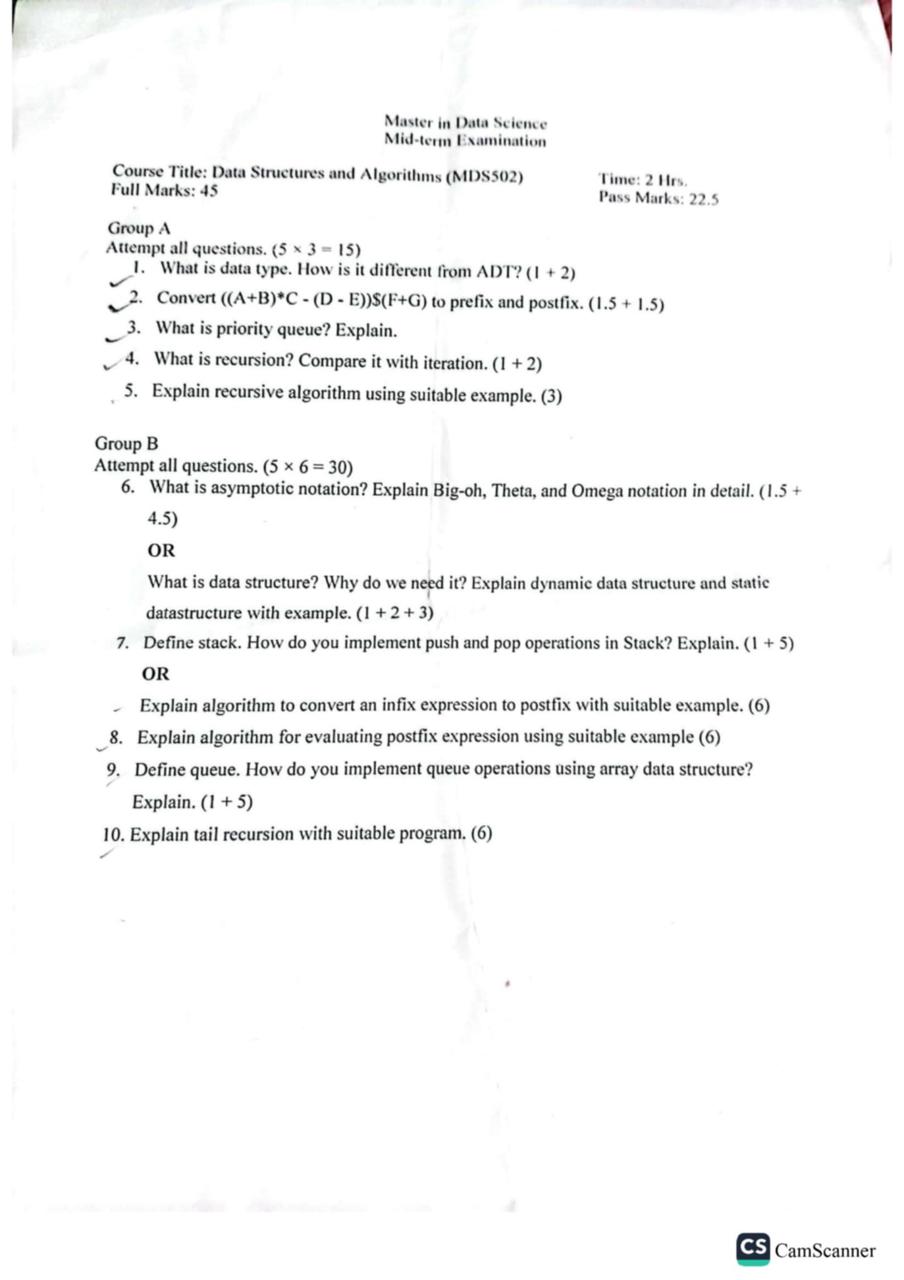 Master in Data Science
Mid-term Examination
Course Title: Data Structures and Algorithms (MDS502)
Time: 2 Hrs.
Full Marks: 45
Pass Marks: 22.5
Group A
Attempt all questions. (5 × 3 = 15)
1. What is data type. How is it different from ADT? (1 + 2)
2. Convert ((A+B)*C - (D - E))$(F+G) to prefix and postfix. (1.5 + 1.5)
3. What is priority queue? Explain.
4. What is recursion? Compare it with iteration. (1 + 2)
5. Explain recursive algorithm using suitable example. (3)
Group B
Attempt all questions. (5 × 6 = 30)
6. What is asymptotic notation? Explain Big-oh, Theta, and Omega notation in detail. (1.5 +
4.5)
OR
What is data structure? Why do we need it? Explain dynamic data structure and static
datastructure with example. (1 + 2 + 3)
7. Define stack. How do you implement push and pop operations in Stack? Explain. (1 + 5)
OR
Explain algorithm to convert an infix expression to postfix with suitable example. (6)
8. Explain algorithm for evaluating postfix expression using suitable example (6)
9. Define queue. How do you implement queue operations using array data structure?
Explain. (1 + 5)
10. Explain tail recursion with suitable program. (6)
CS CamScanner